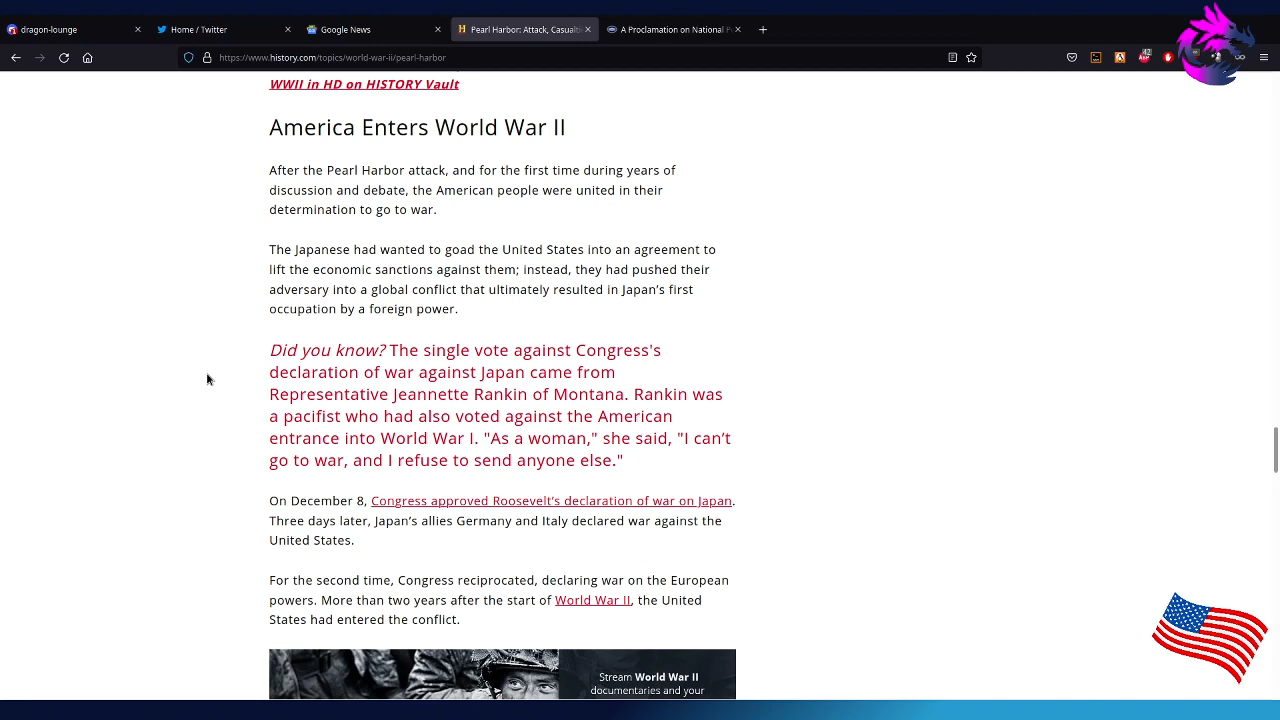 dragon-lounge
Home / Twitter
Google News
Pearl Harbor: Attack, Casualti
A Proclamation on National P
https://www.history.com/topics/world-war-ii/pearl-harbor
42
WWII in HD on HISTORY Vault
America Enters World War II
After the Pearl Harbor attack, and for the first time during years of
discussion and debate, the American people were united in their
determination to go to war.
The Japanese had wanted to goad the United States into an agreement to
lift the economic sanctions against them; instead, they had pushed their
adversary into a global conflict that ultimately resulted in Japan’s first
occupation by a foreign power.
Did you know? The single vote against Congress's
declaration of war against Japan came from
Representative Jeannette Rankin of Montana. Rankin was
a pacifist who had also voted against the American
entrance into World War I. "As a woman," she said, "I can’t
go to war, and I refuse to send anyone else."
On December 8, Congress approved Roosevelt’s declaration of war on Japan.
Three days later, Japan’s allies Germany and Italy declared war against the
United States.
For the second time, Congress reciprocated, declaring war on the European
powers. More than two years after the start of World War II, the United
States had entered the conflict.
Stream World War II
documentaries and your